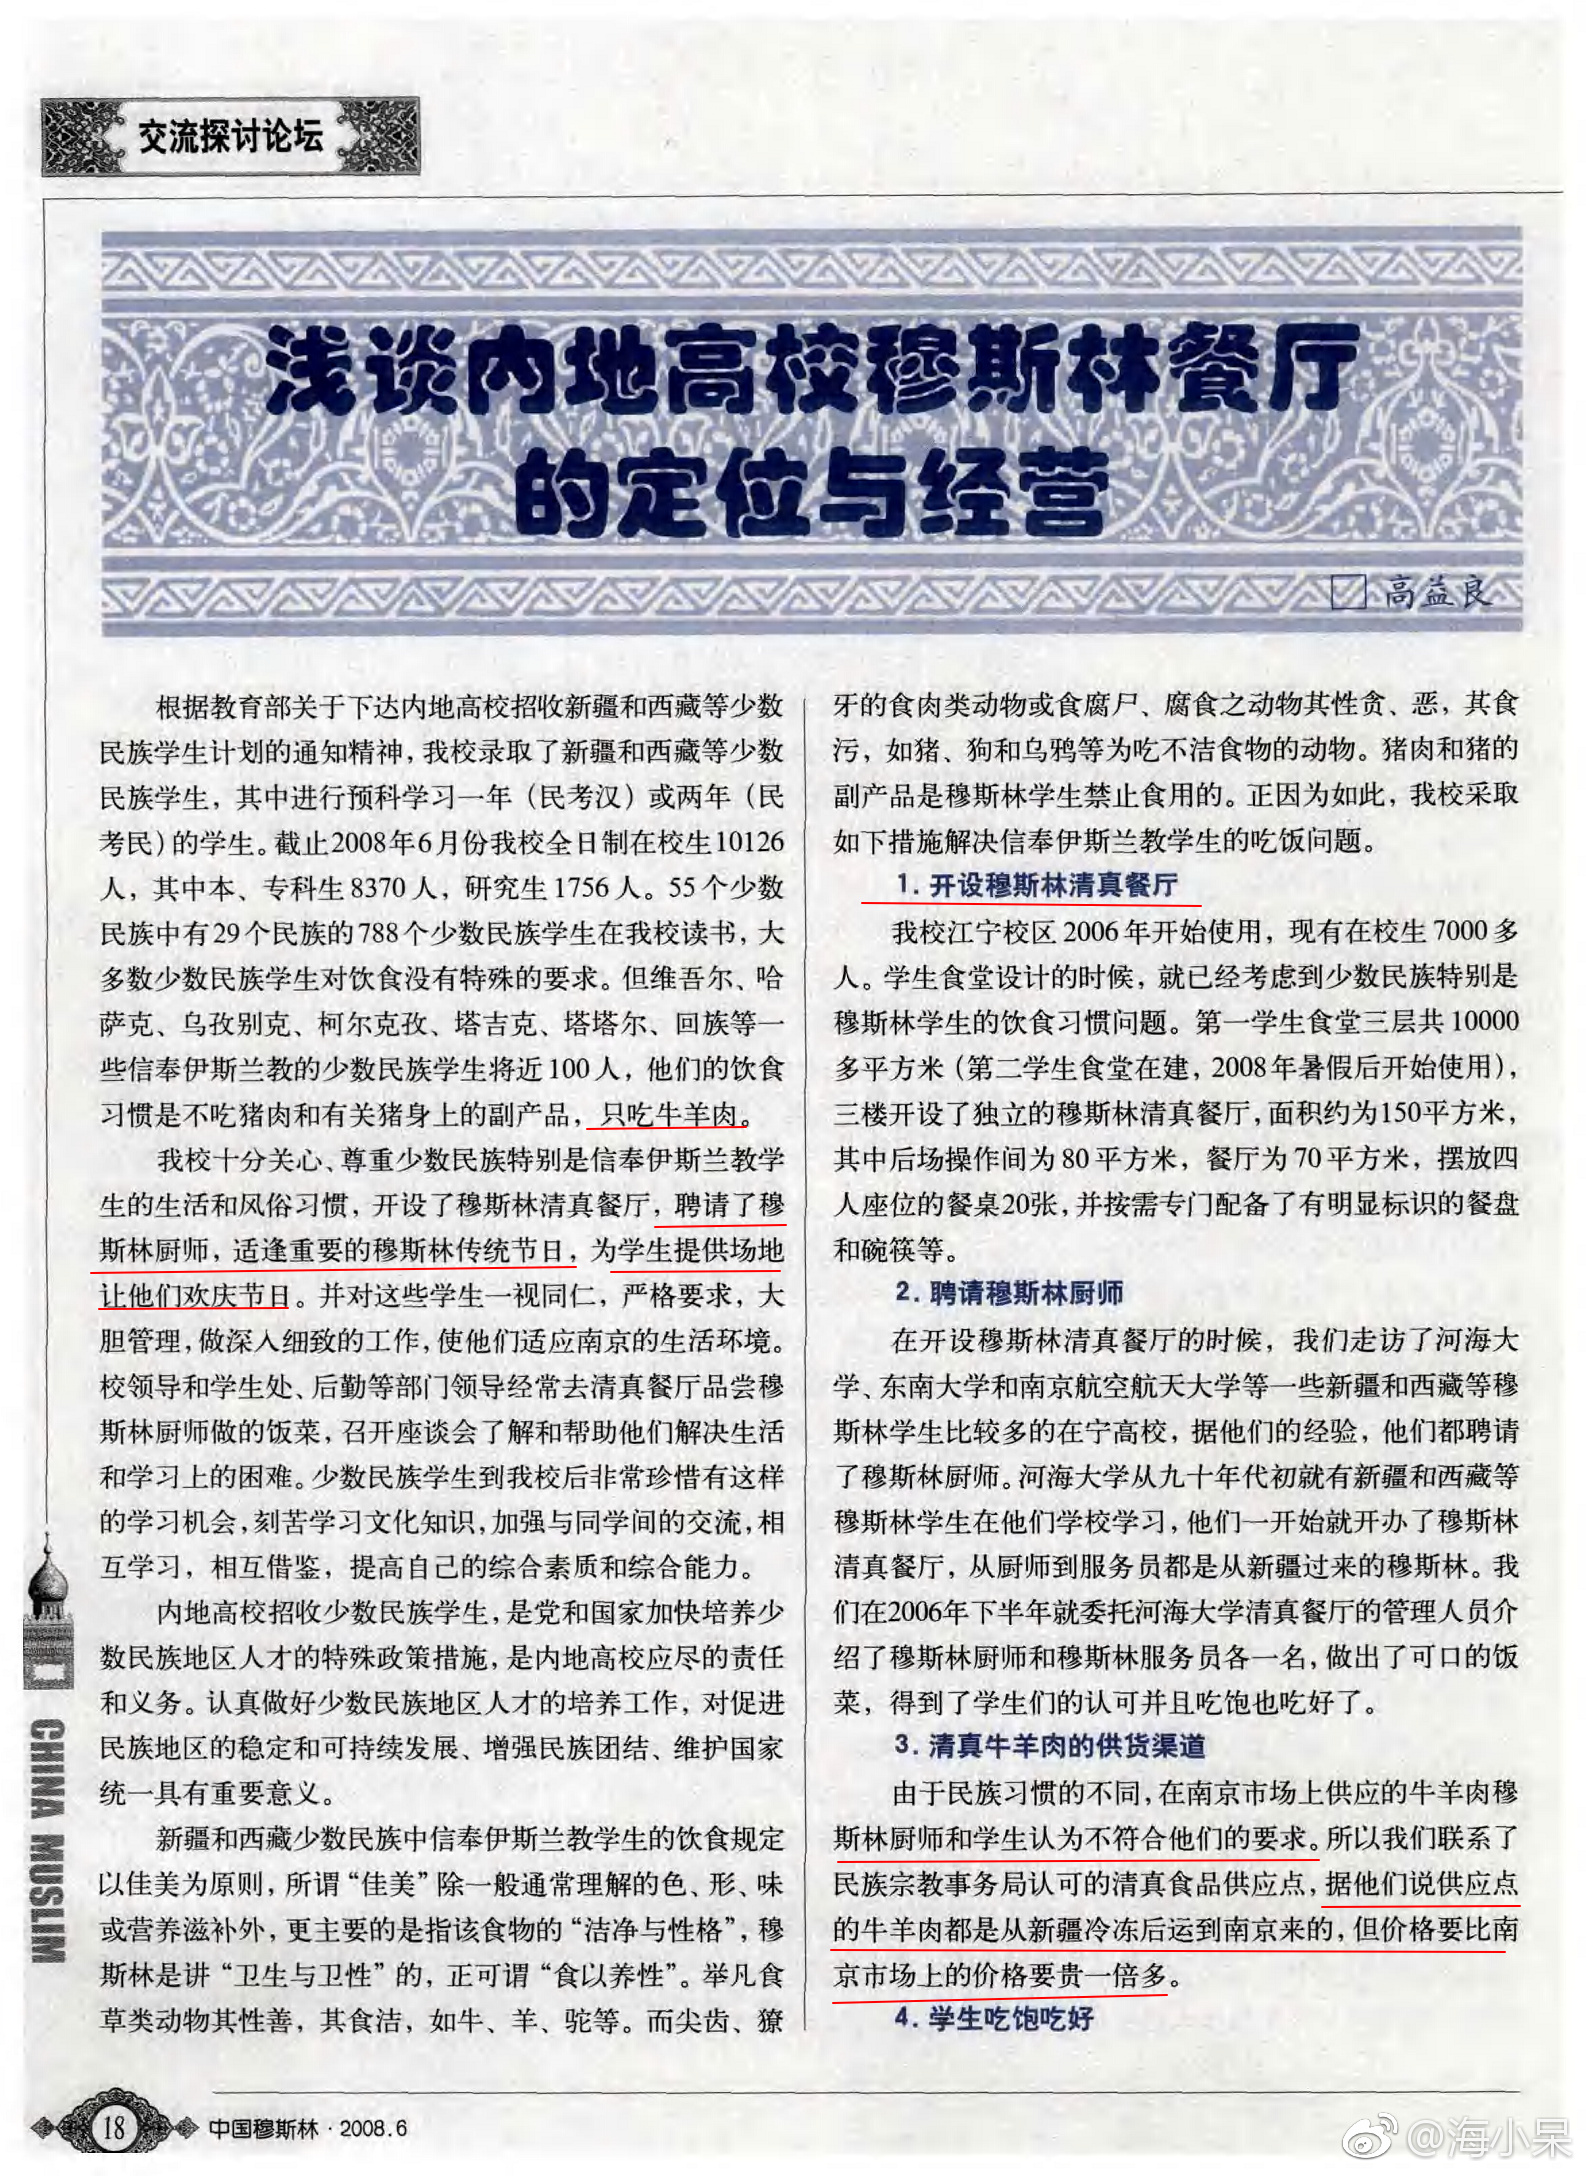 交流探讨论坛
浅谈内地高校穆斯林餐厅
的定位与经营
□高益良
根据教育部关于下达内地高校招收新疆和西藏等少数
民族学生计划的通知精神，我校录取了新疆和西藏等少数
民族学生，其中进行预科学习一年（民考汉）或两年（民
考民）的学生。截止2008年6月份我校全日制在校生10126
人，其中本、专科生8370人，研究生1756人。55个少数
民族中有29个民族的788个少数民族学生在我校读书，大
多数少数民族学生对饮食没有特殊的要求。但维吾尔、哈
萨克、乌孜别克、柯尔克孜、塔吉克、塔塔尔、回族等一
些信奉伊斯兰教的少数民族学生将近100人，他们的饮食
习惯是不吃猪肉和有关猪身上的副产品，只吃牛羊肉。
我校十分关心、尊重少数民族特别是信奉伊斯兰教学
生的生活和风俗习惯，开设了穆斯林清真餐厅，聘请了穆
斯林厨师，适逢重要的穆斯林传统节日，为学生提供场地
让他们欢庆节日。并对这些学生一视同仁，严格要求，大
胆管理，做深入细致的工作，使他们适应南京的生活环境。
校领导和学生处、后勤等部门领导经常去清真餐厅品尝穆
斯林厨师做的饭菜，召开座谈会了解和帮助他们解决生活
和学习上的困难。少数民族学生到我校后非常珍惜有这样
的学习机会，刻苦学习文化知识，加强与同学间的交流，相
互学习，相互借鉴，提高自己的综合素质和综合能力。
内地高校招收少数民族学生，是党和国家加快培养少
数民族地区人才的特殊政策措施，是内地高校应尽的责任
和义务。认真做好少数民族地区人才的培养工作，对促进
民族地区的稳定和可持续发展、增强民族团结、维护国家
统一具有重要意义。
新疆和西藏少数民族中信奉伊斯兰教学生的饮食规定
以佳美为原则，所谓“佳美”除一般通常理解的色、形、味
或营养滋补外，更主要的是指该食物的“洁净与性格”，穆
斯林是讲“卫生与卫性”的，正可谓“食以养性”。举凡食
草类动物其性善，其食洁，如牛、羊、驼等。而尖齿、獠
牙的食肉类动物或食腐尸、腐食之动物其性贪、恶，其食
污，如猪、狗和乌鸦等为吃不洁食物的动物。猪肉和猪的
副产品是穆斯林学生禁止食用的。正因为如此，我校采取
如下措施解决信奉伊斯兰教学生的吃饭问题。
1. 开设穆斯林清真餐厅
我校江宁校区2006年开始使用，现有在校生7000多
人。学生食堂设计的时候，就已经考虑到少数民族特别是
穆斯林学生的饮食习惯问题。第一学生食堂三层共10000
多平方米（第二学生食堂在建，2008年暑假后开始使用），
三楼开设了独立的穆斯林清真餐厅，面积约为150平方米，
其中后场操作间为80平方米，餐厅为70平方米，摆放四
人座位的餐桌20张，并按需专门配备了有明显标识的餐盘
和碗筷等。
2. 聘请穆斯林厨师
在开设穆斯林清真餐厅的时候，我们走访了河海大
学、东南大学和南京航空航天大学等一些新疆和西藏等穆
斯林学生比较多的在宁高校，据他们的经验，他们都聘请
了穆斯林厨师。河海大学从九十年代初就有新疆和西藏等
穆斯林学生在他们学校学习，他们一开始就开办了穆斯林
清真餐厅，从厨师到服务员都是从新疆过来的穆斯林。我
们在2006年下半年就委托河海大学清真餐厅的管理人员介
绍了穆斯林厨师和穆斯林服务员各一名，做出了可口的饭
菜，得到了学生们的认可并且吃饱也吃好了。
3. 清真牛羊肉的供货渠道
由于民族习惯的不同，在南京市场上供应的牛羊肉穆
斯林厨师和学生认为不符合他们的要求。所以我们联系了
民族宗教事务局认可的清真食品供应点，据他们说供应点
的牛羊肉都是从新疆冷冻后运到南京来的，但价格要比南
京市场上的价格要贵一倍多。
4. 学生吃饱吃好
CHINA MUSLIM
18 中国穆斯林·2008.6
@海小呆